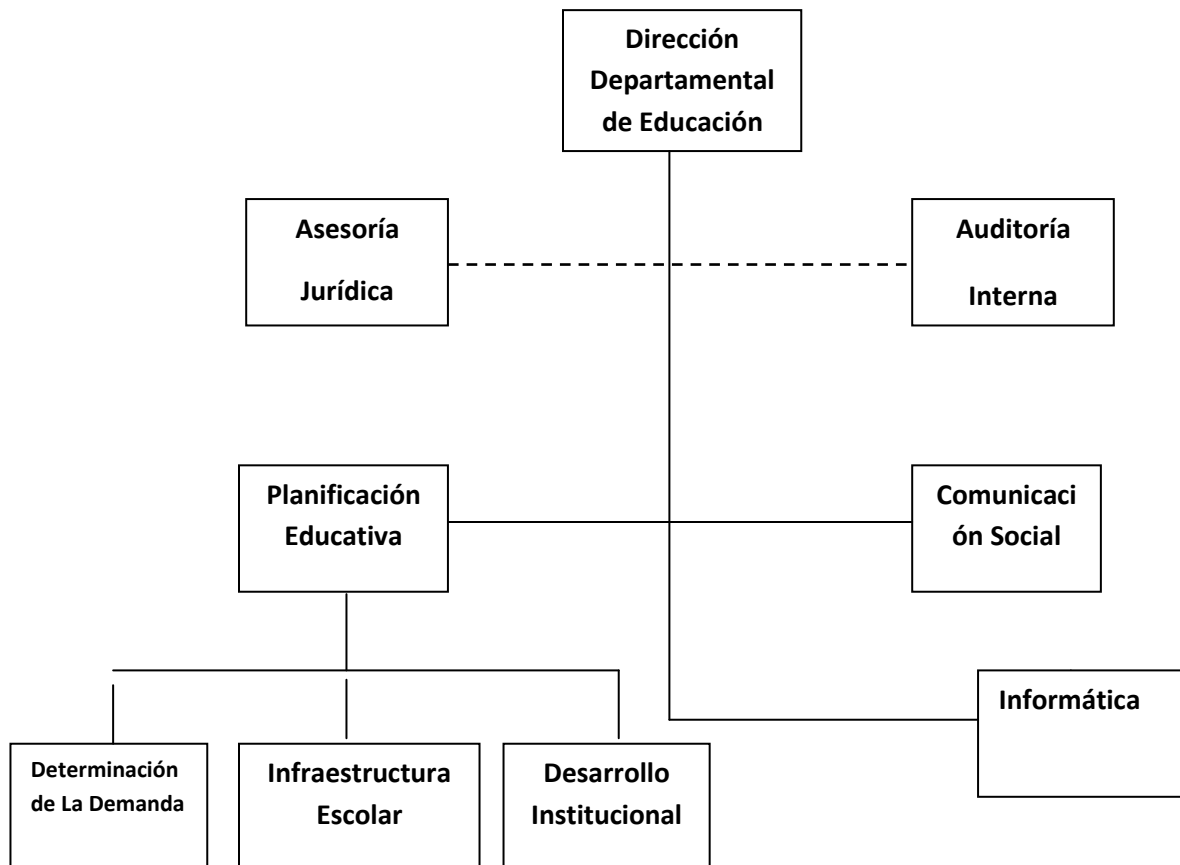 Dirección
Departamental
de Educación
Asesoría
Jurídica
Auditoría
Interna
Planificación
Educativa
Comunicaci
ón Social
Informática
Determinación
de La Demanda
Infraestructura
Escolar
Desarrollo
Institucional